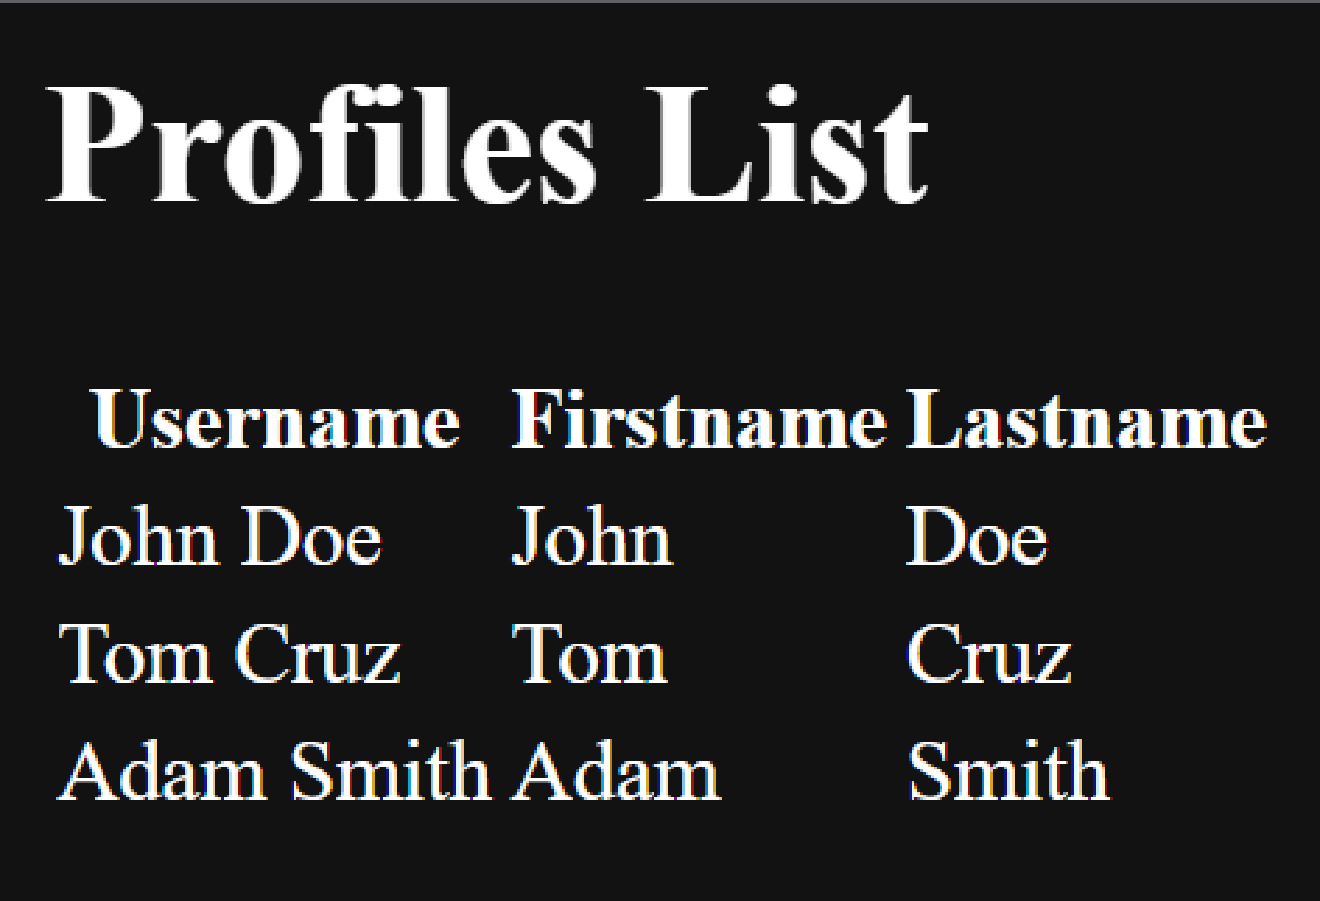 Profiles List
Username Firstname Lastname
John Doe John Doe
Tom Cruz Tom Cruz
Adam Smith Adam Smith